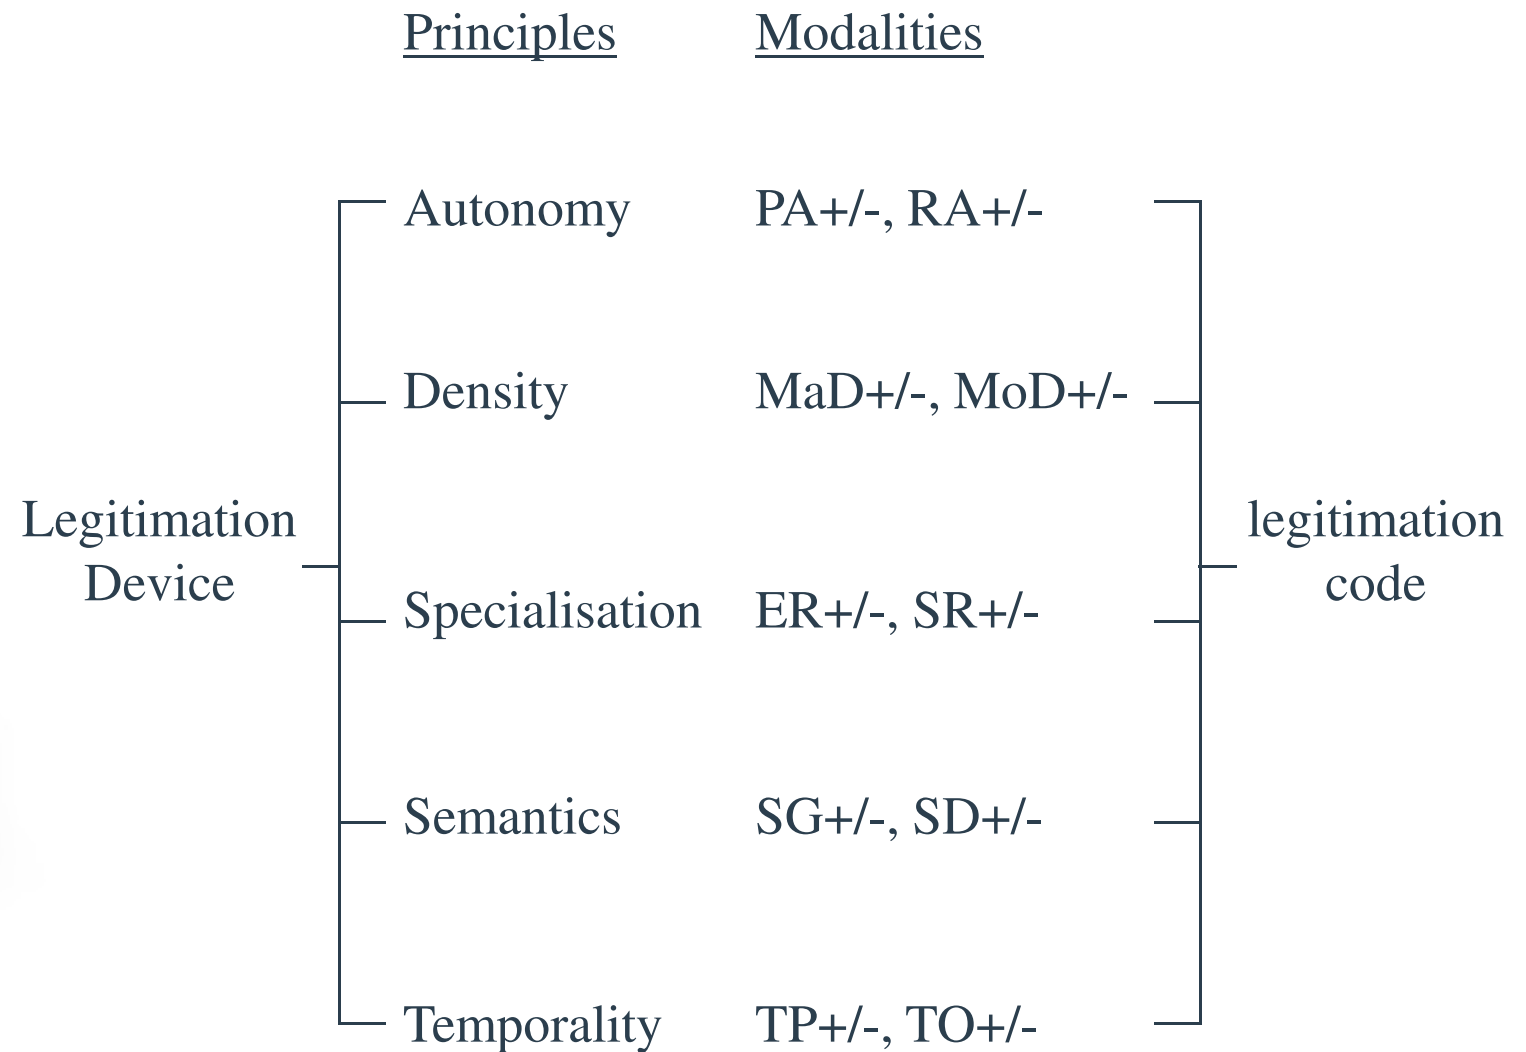 Principles Modalities
Autonomy PA+/-, RA+/-
Density MaD+/-, MoD+/-
Legitimation
Device
Specialisation ER+/-, SR+/-
legitimation
code
Semantics SG+/-, SD+/-
Temporality TP+/-, TO+/-